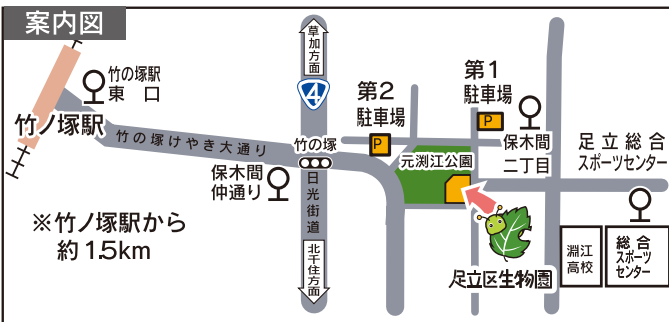 案内図
草加方面
4
竹の塚駅
東 口
竹ノ塚駅
竹の塚けやき大通り
竹の塚
第2
駐車場
P
第1
駐車場
P
保木間
二丁目
足立総合
スポーツセンター
元渕江公園
保木間
仲通り
日光街道
北千住方面
※竹ノ塚駅から
約1.5km
足立区生物園
淵江
高校
総合
スポーツ
センター